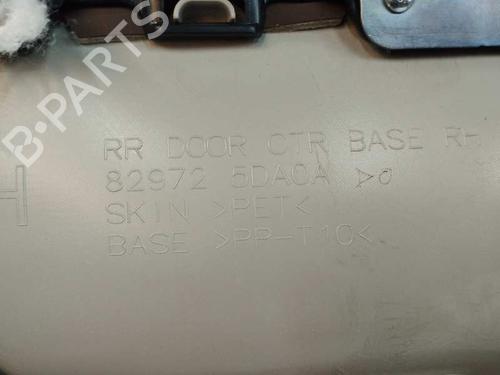 B-PARTS
RR DOOR CTR BASE RH
82972 5DA0A
SKIN >PET<
BASE >PP-T10<